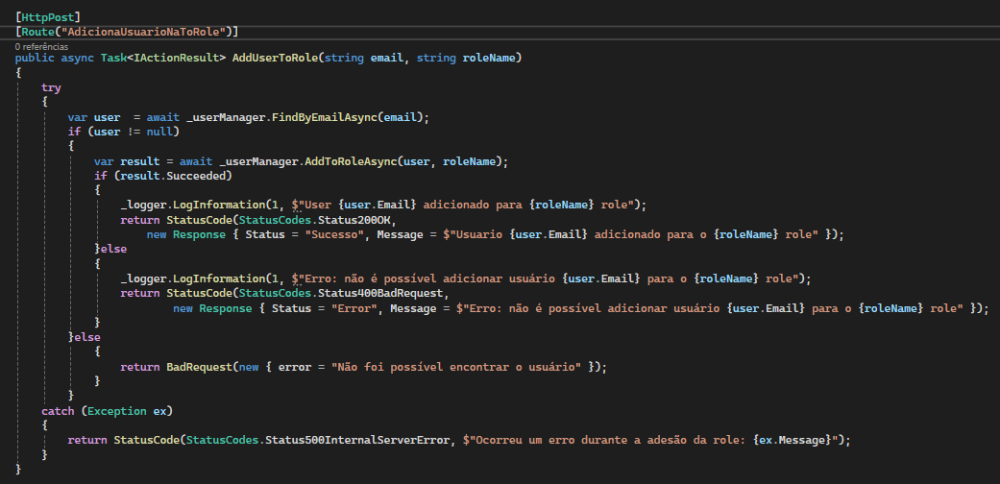 [HttpPost]
[Route("AdicionaUsuarioNaToRole")]
0 referências
public async Task<IActionResult> AddUserToRole(string email, string roleName)
{
try
{
var user  = await _userManager.FindByEmailAsync(email);
if (user != null)
{
var result = await _userManager.AddToRoleAsync(user, roleName);
if (result.Succeeded)
{
_logger.LogInformation(1, $"User {user.Email} adicionado para {roleName} role");
return StatusCode(StatusCodes.Status200OK,
new Response { Status = "Sucesso", Message = $"Usuario {user.Email} adicionado para o {roleName} role" });
}else
{
_logger.LogInformation(1, $"Erro: não é possível adicionar usuário {user.Email} para o {roleName} role");
return StatusCode(StatusCodes.Status400BadRequest,
new Response { Status = "Error", Message = $"Erro: não é possível adicionar usuário {user.Email} para o {roleName} role" });
}
}else
{
return BadRequest(new { error = "Não foi possível encontrar o usuário" });
}
}
catch (Exception ex)
{
return StatusCode(StatusCodes.Status500InternalServerError, $"Ocorreu um erro durante a adesão da role: {ex.Message}");
}
}